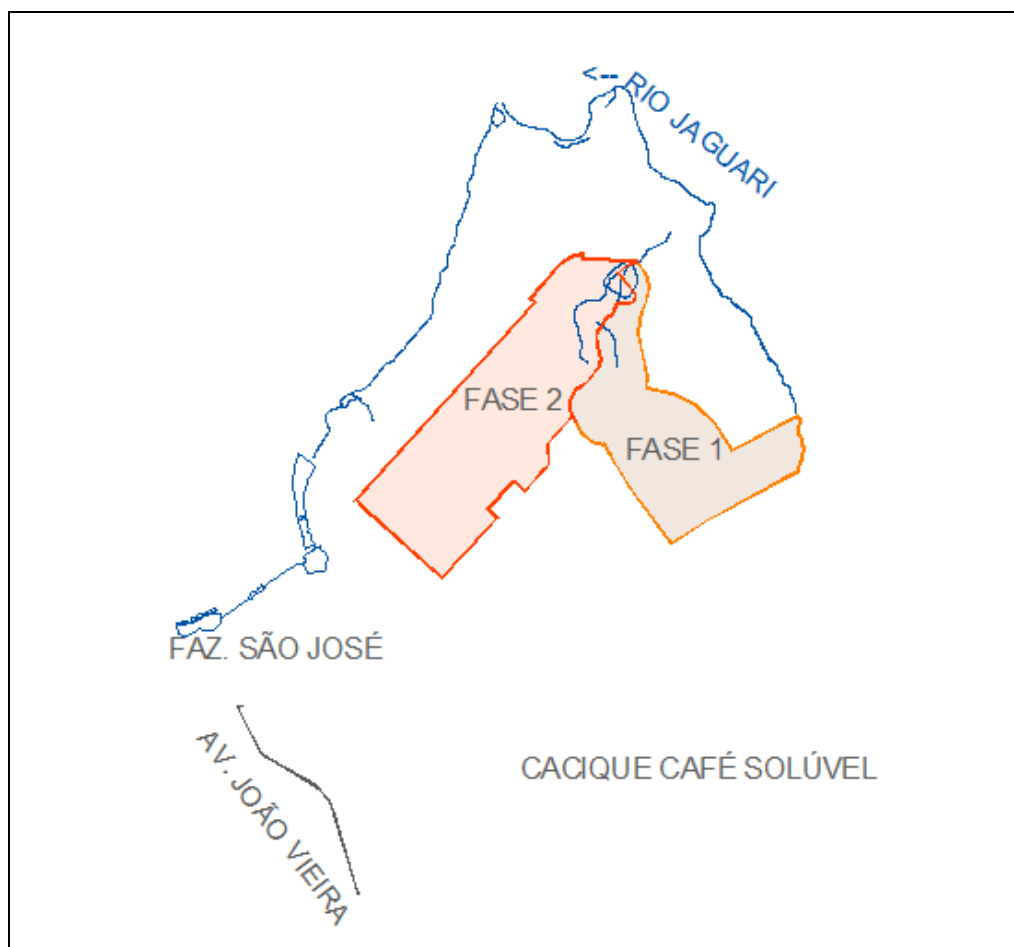 <-- RIO JAGUARI
FASE 2
FASE 1
FAZ. SÃO JOSÉ
AV. JOÃO VIEIRA
CACIQUE CAFÉ SOLÚVEL